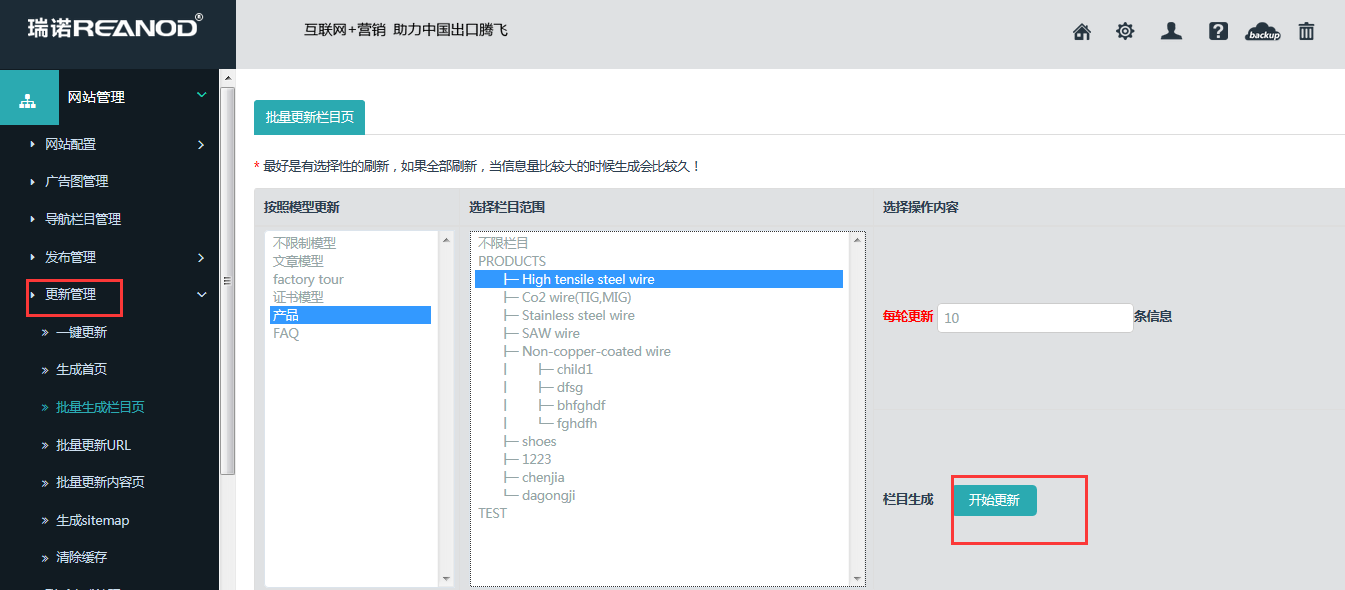 瑞诺REANOD®
互联网+营销 助力中国出口腾飞
backup
网站管理
网站配置
广告图管理
导航栏目管理
发布管理
更新管理
» 一键更新
» 生成首页
» 批量生成栏目页
» 批量更新URL
» 批量更新内容页
» 生成sitemap
» 清除缓存
批量更新栏目页
* 最好是有选择性的刷新，如果全部刷新，当信息量比较大的时候生成会比较久！
按照模型更新
不限制模型
文章模型
factory tour
证书模型
产品
FAQ
选择栏目范围
不限栏目
PRODUCTS
├─ High tensile steel wire
├─ Co2 wire(TIG,MIG)
├─ Stainless steel wire
├─ SAW wire
├─ Non-copper-coated wire
│ ├─ child1
│ ├─ dfsg
│ ├─ bhfghdf
│ └─ fghdfh
├─ shoes
├─ 1223
├─ chenjia
└─ dagongji
TEST
选择操作内容
每轮更新 10 条信息
栏目生成 开始更新